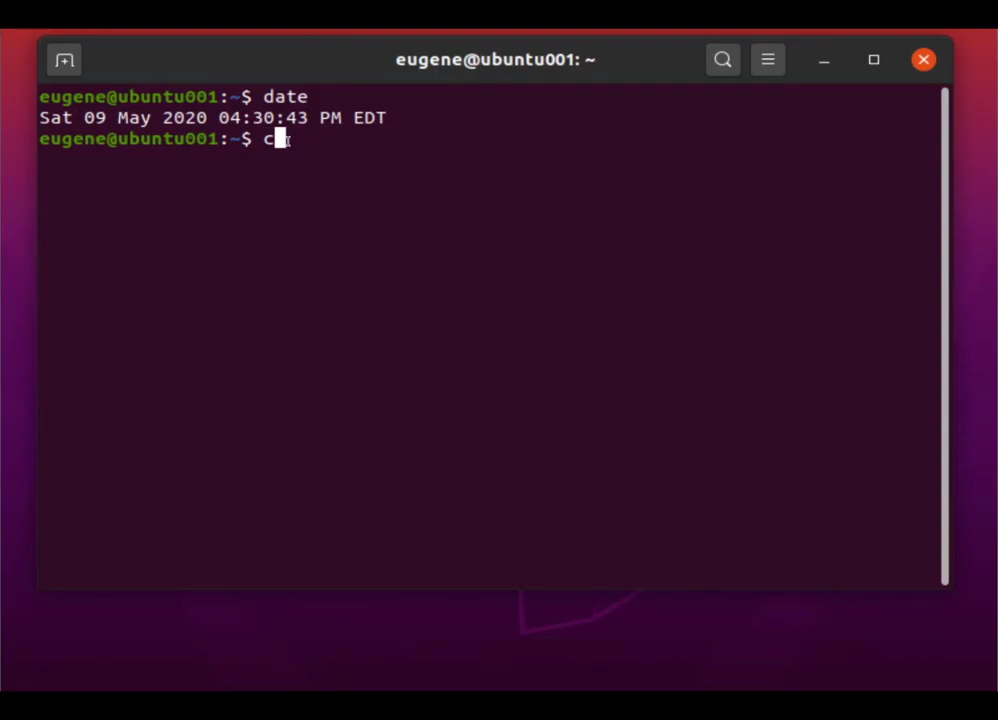 eugene@ubuntu001: ~
eugene@ubuntu001:~$ date
Sat 09 May 2020 04:30:43 PM EDT
eugene@ubuntu001:~$ c